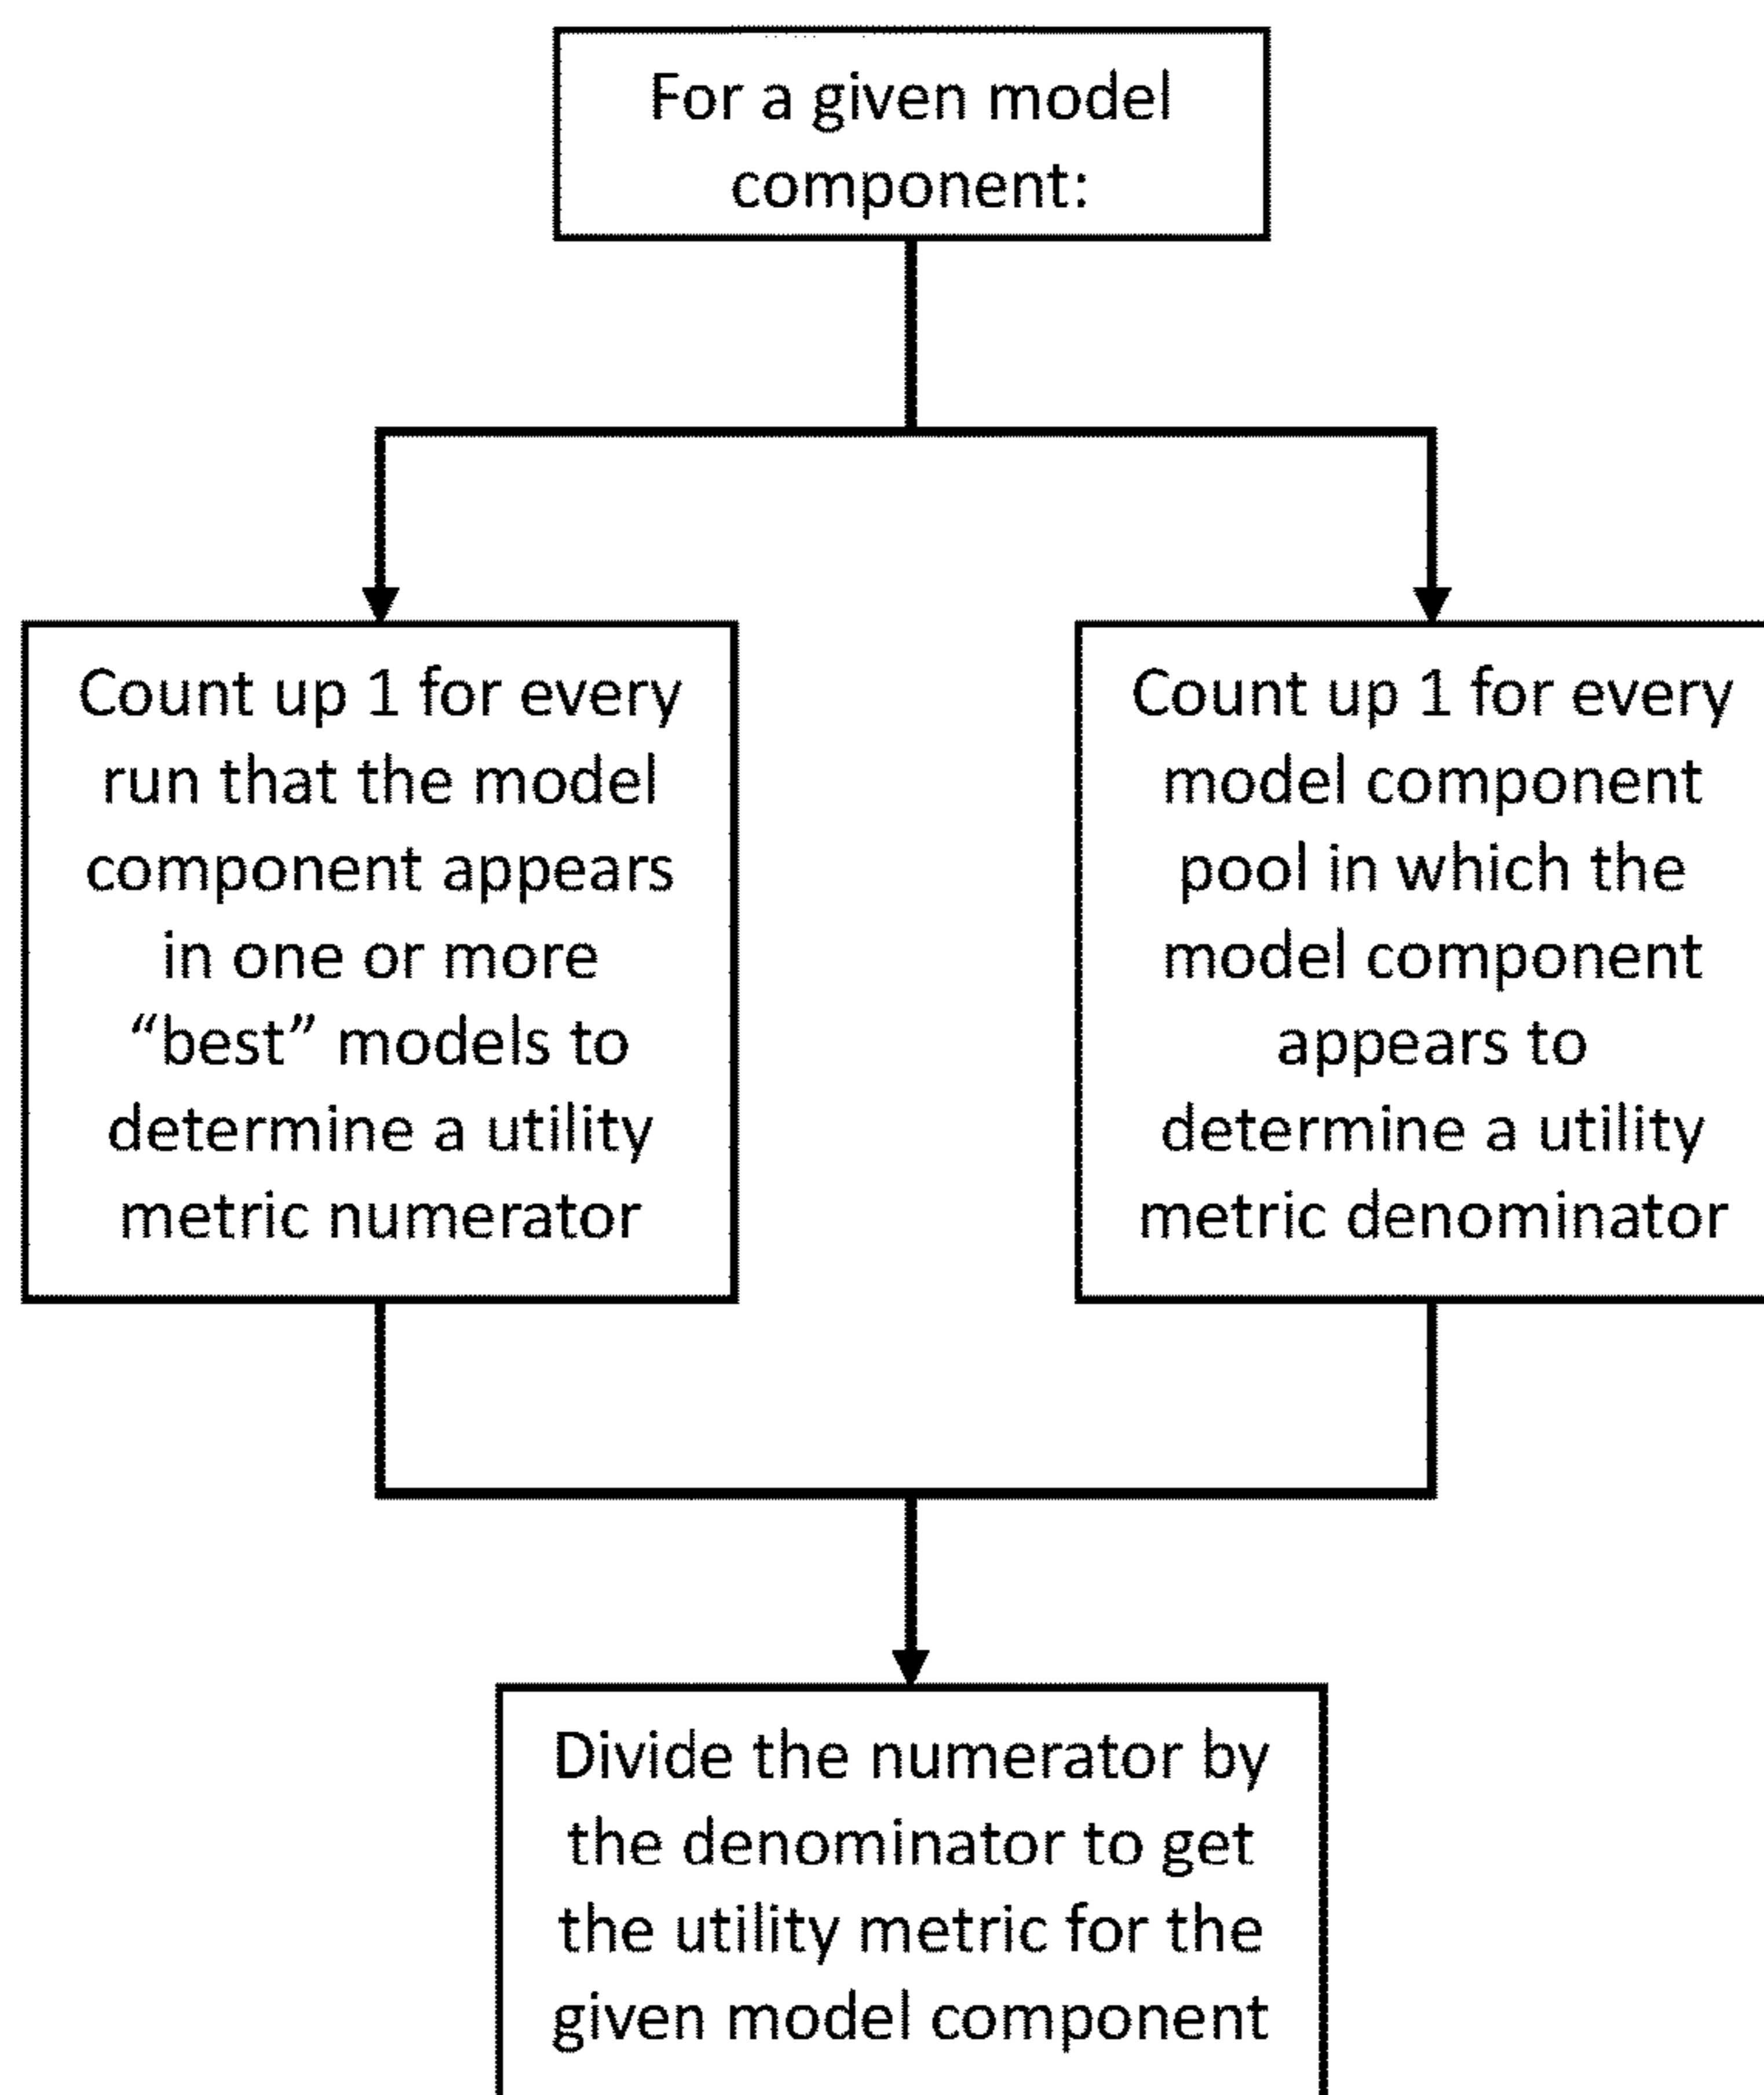 For a given model
component:
Count up 1 for every
run that the model
component appears
in one or more
“best” models to
determine a utility
metric numerator
Count up 1 for every
model component
pool in which the
model component
appears to
determine a utility
metric denominator
Divide the numerator by
the denominator to get
the utility metric for the
given model component